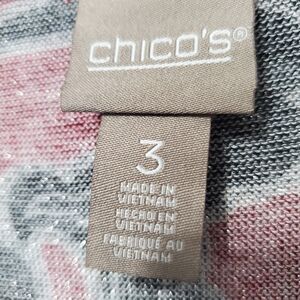 chico's®
3
MADE IN
VIETNAM
HECHO EN
VIETNAM
FABRIQUÉ AU
VIETNAM